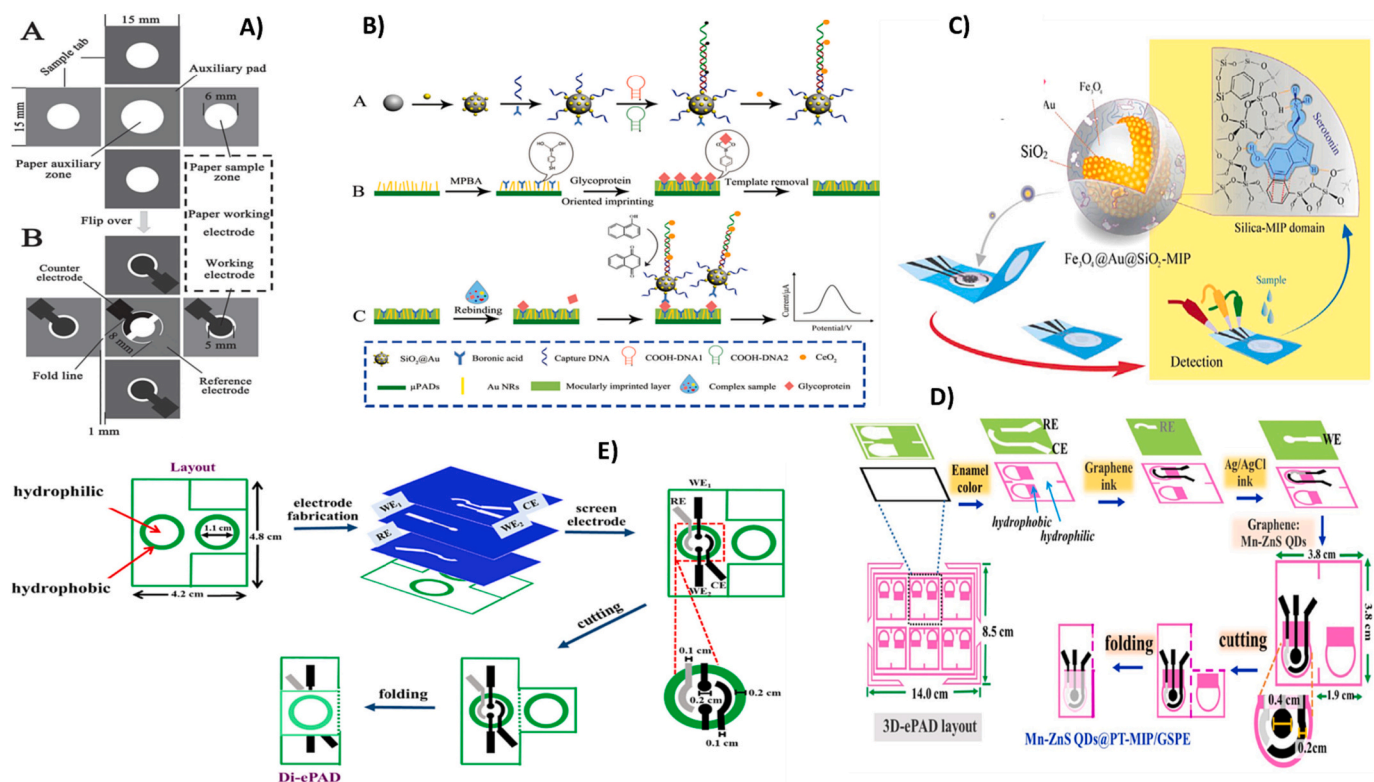 A)
A
15 mm
Sample tab
Auxiliary pad
6 mm
15 mm
Paper auxiliary
zone
Paper sample
zone
Paper working
electrode
Working
electrode
Flip over
B
Counter
electrode
8 mm
5 mm
Fold line
Reference
electrode
1 mm
B)
A
B
MPBA
Glycoprotein
Oriented imprinting
Template removal
C
Rebinding
Current/μA
Potential/V
SiO2@Au
Boronic acid
Capture DNA
COOH-DNA1
COOH-DNA2
CeO2
μPADs
Au NRs
Mocularly imprinted layer
Complex sample
Glycoprotein
C)
Au
SiO2
Serotonin
Silica-MIP domain
Fe3O4@Au@SiO2-MIP
Sample
Detection
D)
RE
CE
RE
WE
Enamel
color
Graphene
ink
Ag/AgCl
ink
hydrophobic
hydrophilic
Graphene:
Mn-ZnS QDs
3.8 cm
3.8 cm
8.5 cm
14.0 cm
folding
cutting
1.9 cm
0.4 cm
0.2cm
3D-ePAD layout
Mn-ZnS QDs@PT-MIP/GSPE
E)
Layout
hydrophilic
hydrophobic
1.1 cm
4.8 cm
4.2 cm
electrode
fabrication
WE1
CE
WE2
RE
screen
electrode
WE1
RE
CE
WE2
cutting
0.1 cm
0.2 cm
0.2 cm
0.1 cm
folding
Di-ePAD